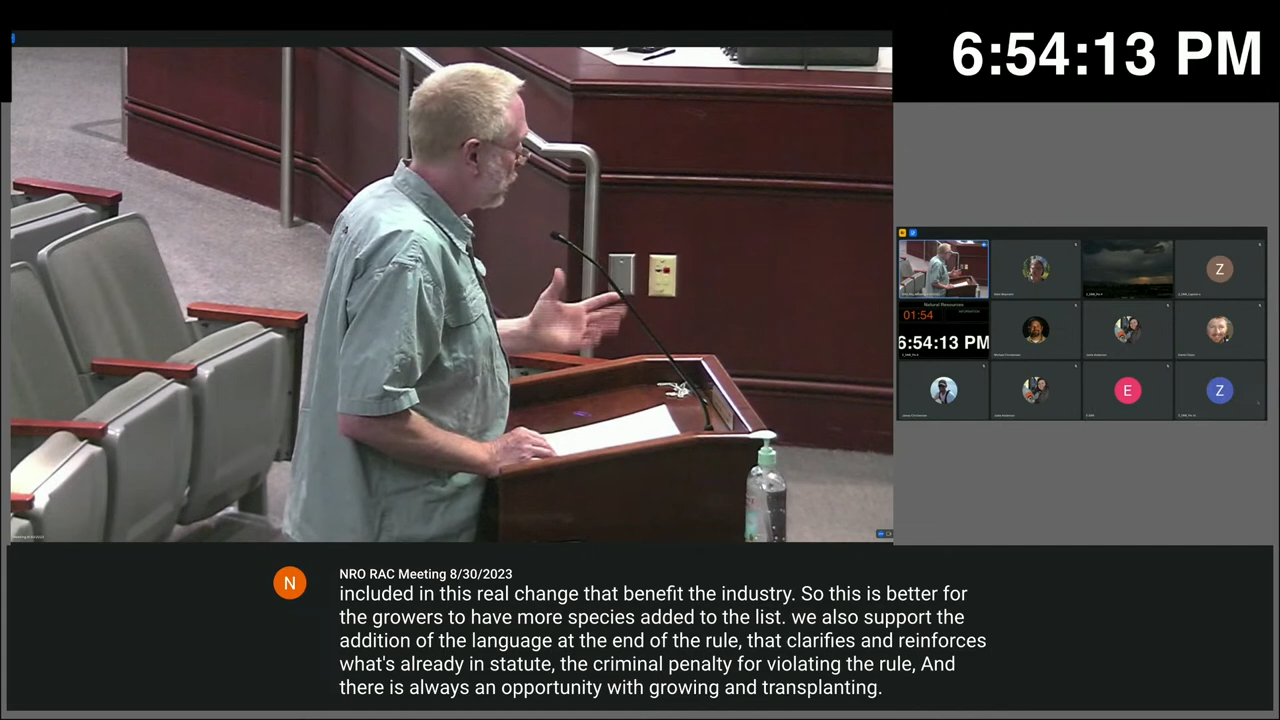 6:54:13 PM
Z
Natural Resources
01:54
INFORMATION
6:54:13 PM
E
Z
N
NRO RAC Meeting 8/30/2023
included in this real change that benefit the industry. So this is better for
the growers to have more species added to the list. we also support the
addition of the language at the end of the rule, that clarifies and reinforces
what's already in statute, the criminal penalty for violating the rule, And
there is always an opportunity with growing and transplanting.